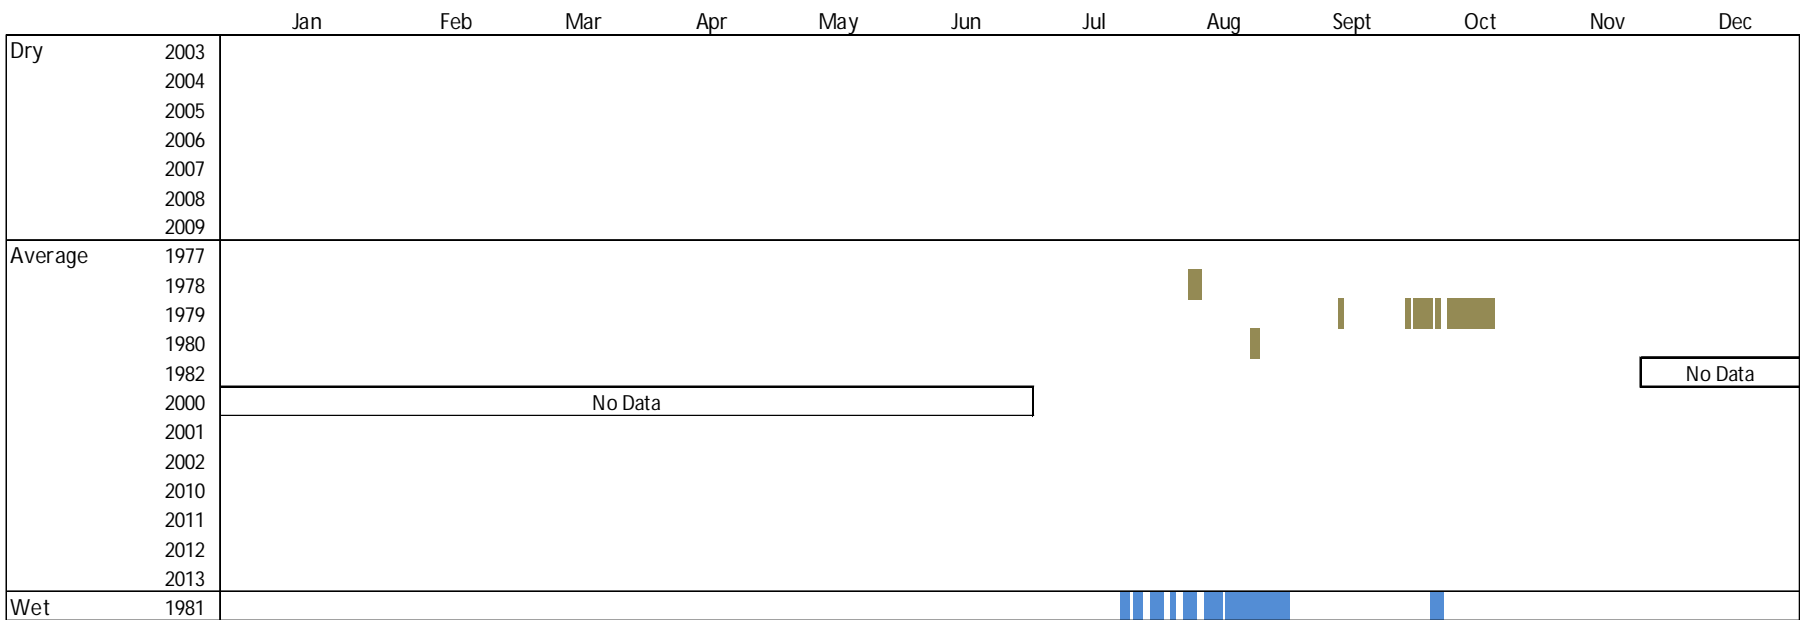 Jan Feb Mar Apr May Jun Jul Aug Sept Oct Nov Dec
Dry 2003
2004
2005
2006
2007
2008
2009
Average 1977
1978
1979
1980
1982 No Data
2000 No Data
2001
2002
2010
2011
2012
2013
Wet 1981